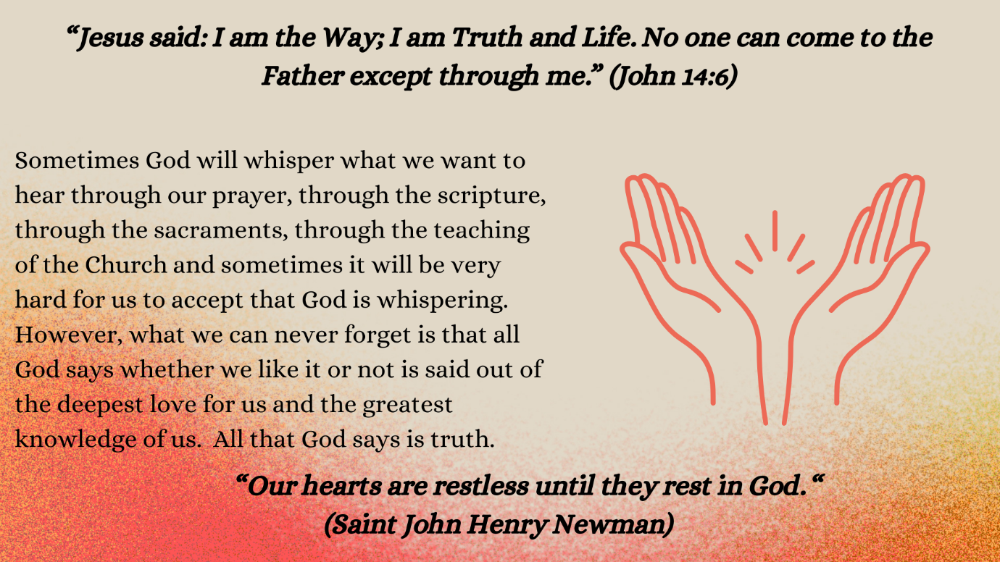 “Jesus said: I am the Way; I am Truth and Life. No one can come to the
Father except through me.” (John 14:6)
Sometimes God will whisper what we want to
hear through our prayer, through the scripture,
through the sacraments, through the teaching
of the Church and sometimes it will be very
hard for us to accept that God is whispering.
However, what we can never forget is that all
God says whether we like it or not is said out of
the deepest love for us and the greatest
knowledge of us.  All that God says is truth.
“Our hearts are restless until they rest in God.“
(Saint John Henry Newman)